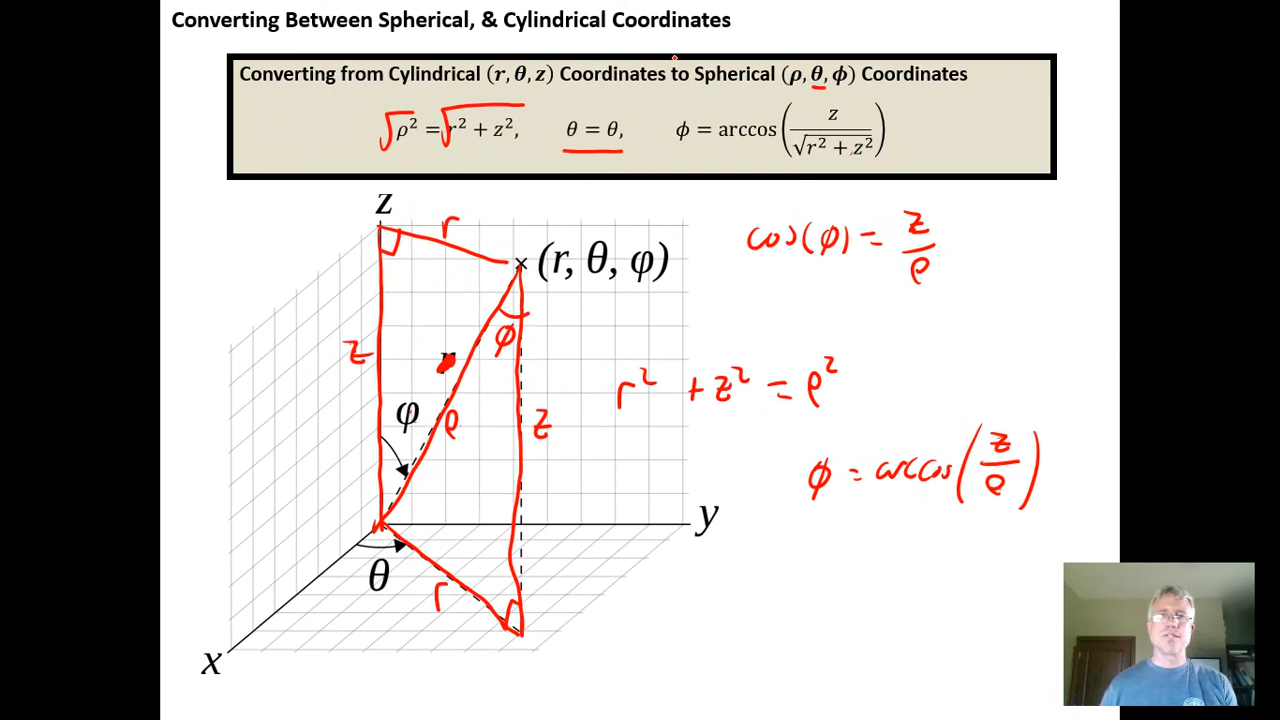 Converting Between Spherical, & Cylindrical Coordinates
Converting from Cylindrical (r, θ, z) Coordinates to Spherical (ρ, θ, ϕ) Coordinates
√ρ² = √r² + z², θ = θ, ϕ = arccos(z/√(r² + z²))
z
r
(r, θ, φ)
cos(ϕ) = z/ρ
ϕ
z
r² + z² = ρ²
φ
ρ
z
ϕ = arccos(z/ρ)
y
θ
r
x